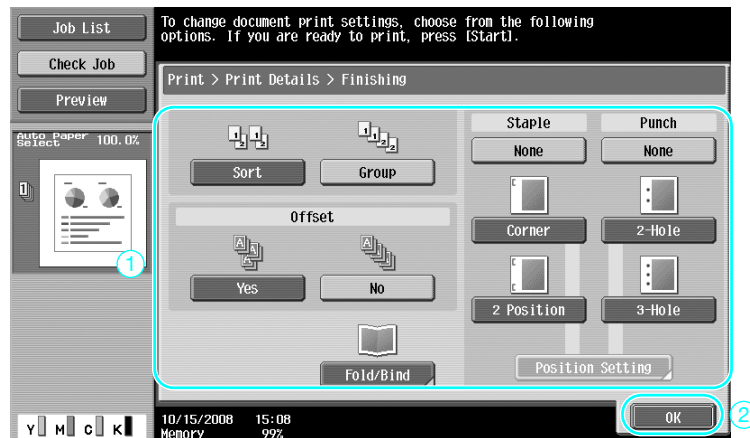 Job List
Check Job
Preview
To change document print settings, choose from the following
options. If you are ready to print, press [Start].
Print > Print Details > Finishing
Auto Paper
Select 100.0%
1
Sort
Group
Offset
Yes
No
Fold/Bind
Staple
Punch
None
None
Corner
2-Hole
2 Position
3-Hole
Position Setting
OK
2
Y M C K
10/15/2008 15:08
Memory 99%